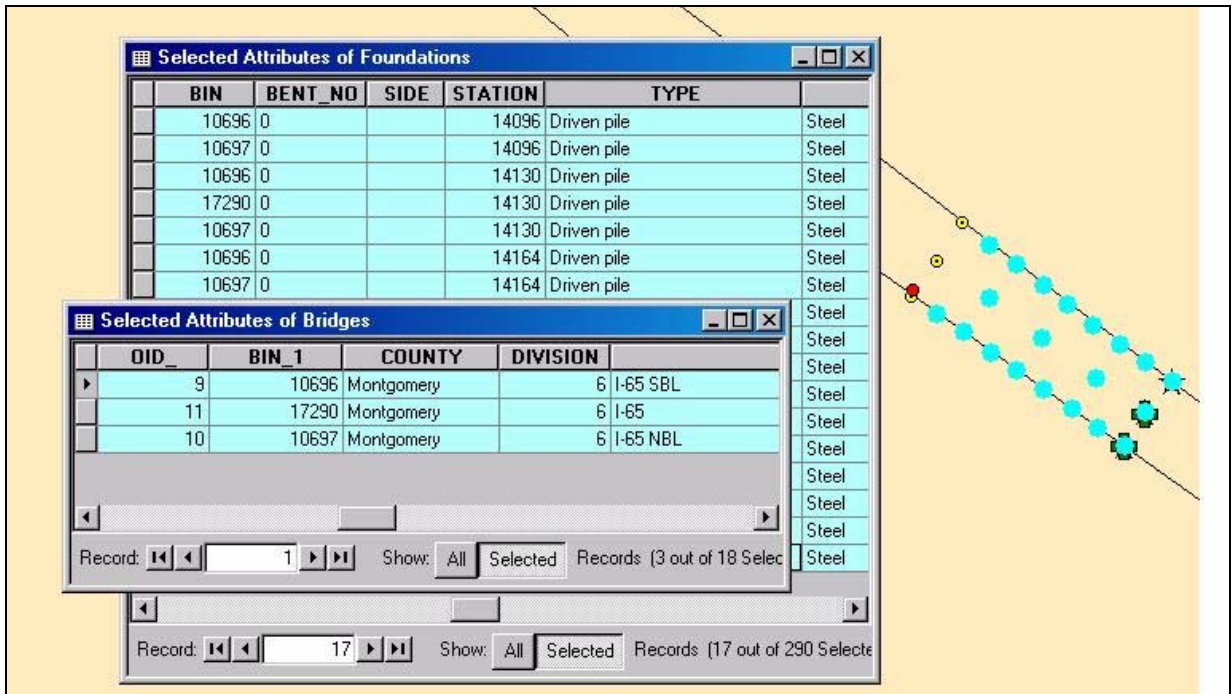 Selected Attributes of Foundations
BIN BENT_NO SIDE STATION TYPE
10696 0 14096 Driven pile Steel
10697 0 14096 Driven pile Steel
10696 0 14130 Driven pile Steel
17290 0 14130 Driven pile Steel
10697 0 14130 Driven pile Steel
10696 0 14164 Driven pile Steel
10697 0 14164 Driven pile Steel
Steel
Steel
Steel
Steel
Steel
Steel
Steel
Steel
Steel
Steel
Selected Attributes of Bridges
OID_ BIN_1 COUNTY DIVISION
9 10696 Montgomery 6 I-65 SBL
11 17290 Montgomery 6 I-65
10 10697 Montgomery 6 I-65 NBL
Record: 1 Show: All Selected Records (3 out of 18 Selec
Record: 17 Show: All Selected Records (17 out of 290 Selecte